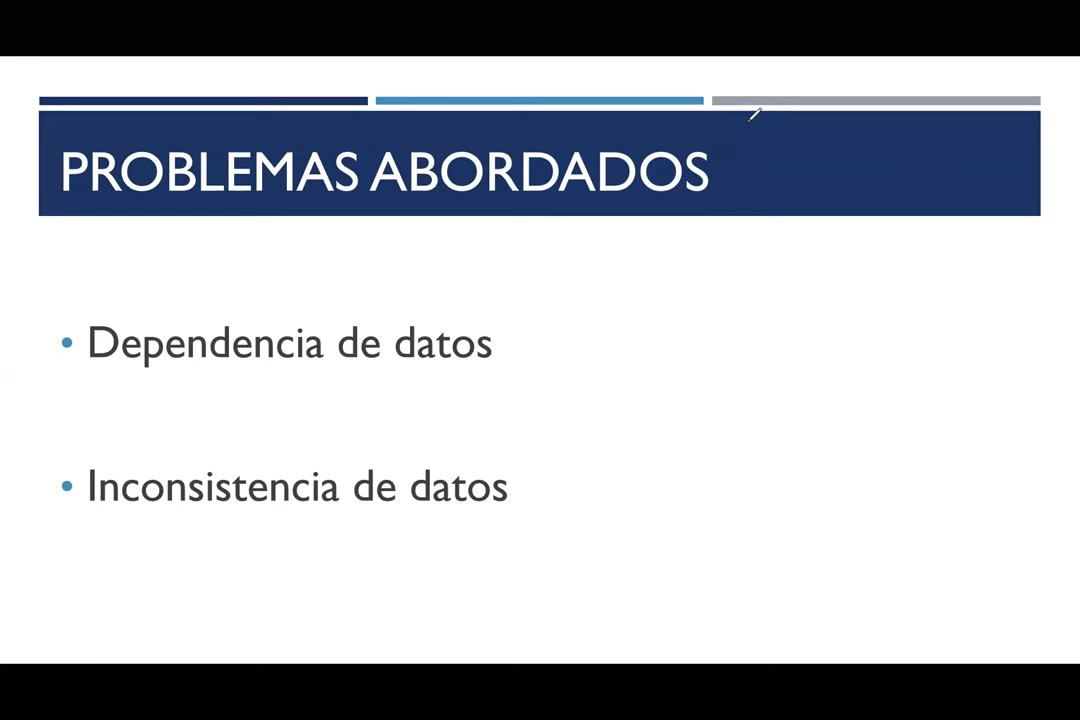 PROBLEMAS ABORDADOS
• Dependencia de datos
• Inconsistencia de datos